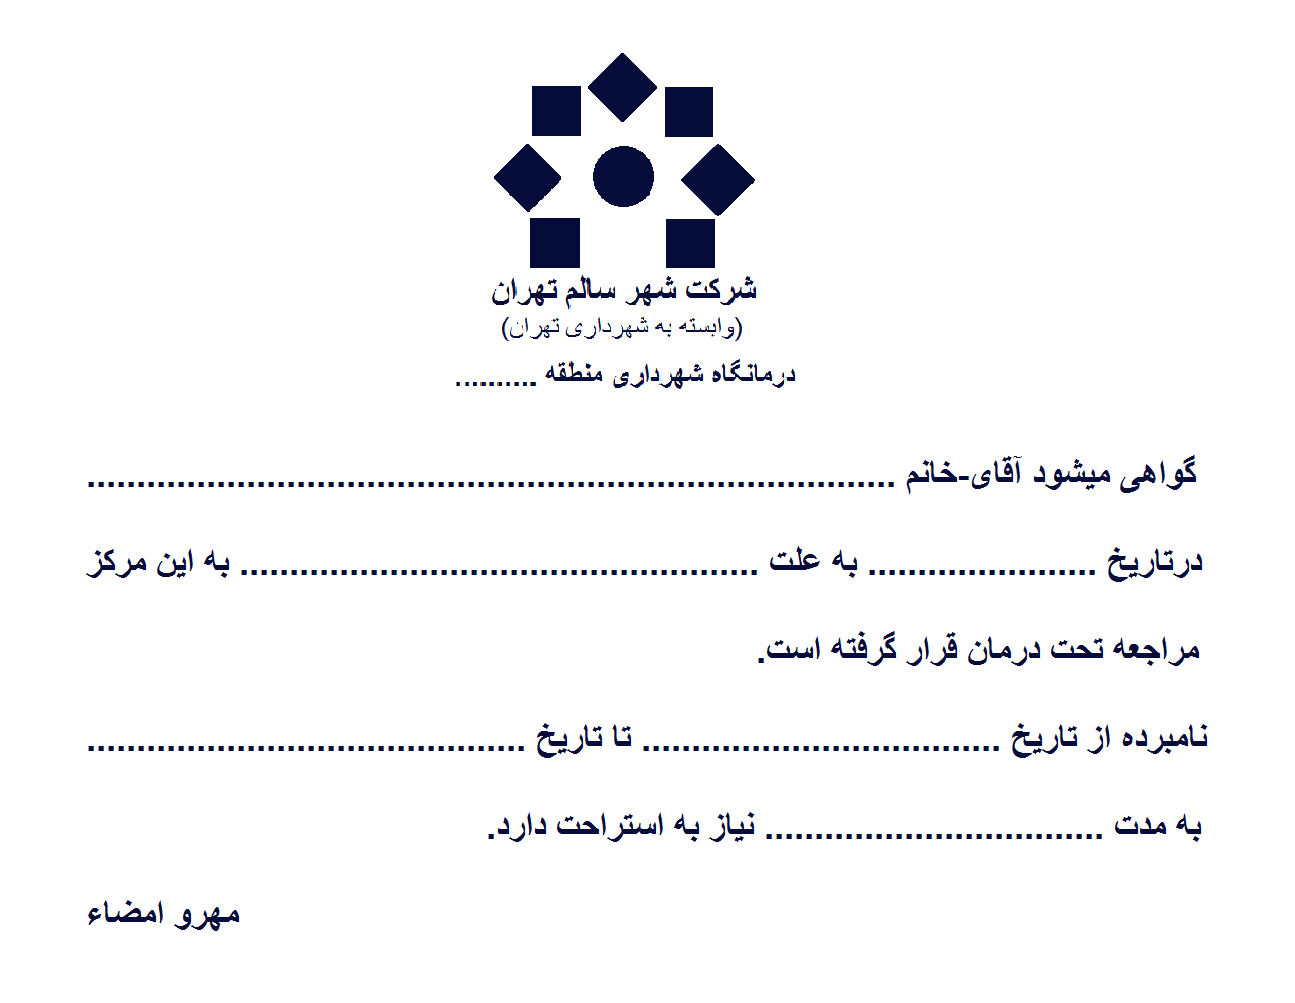 شرکت شهر سالم تهران
(وابسته به شهرداری تهران)
درمانگاه شهرداری منطقه ..........
گواهی میشود آقای-خانم ................................................................................
درتاریخ ....................... به علت .................................................... به این مرکز
مراجعه تحت درمان قرار گرفته است.
نامبرده از تاریخ .................................... تا تاریخ ............................................
به مدت .................................. نیاز به استراحت دارد.
مهرو امضاء